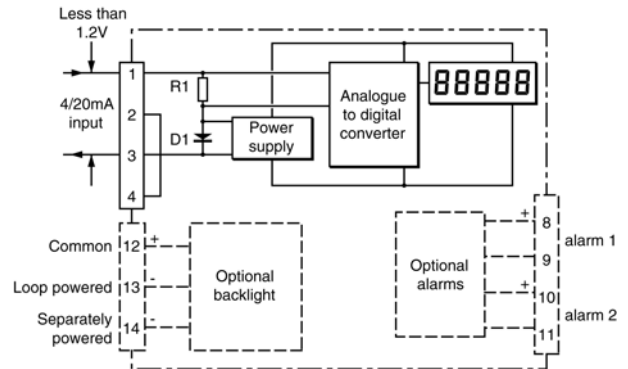 Less than
1.2V
1
R1
4/20mA
input
2
D1
3
4
Power
supply
Analogue
to digital
converter
88888
Common
12
+
Loop powered
13
-
Separately
powered
14
-
Optional
backlight
Optional
alarms
+
8
alarm 1
9
+
10
alarm 2
11